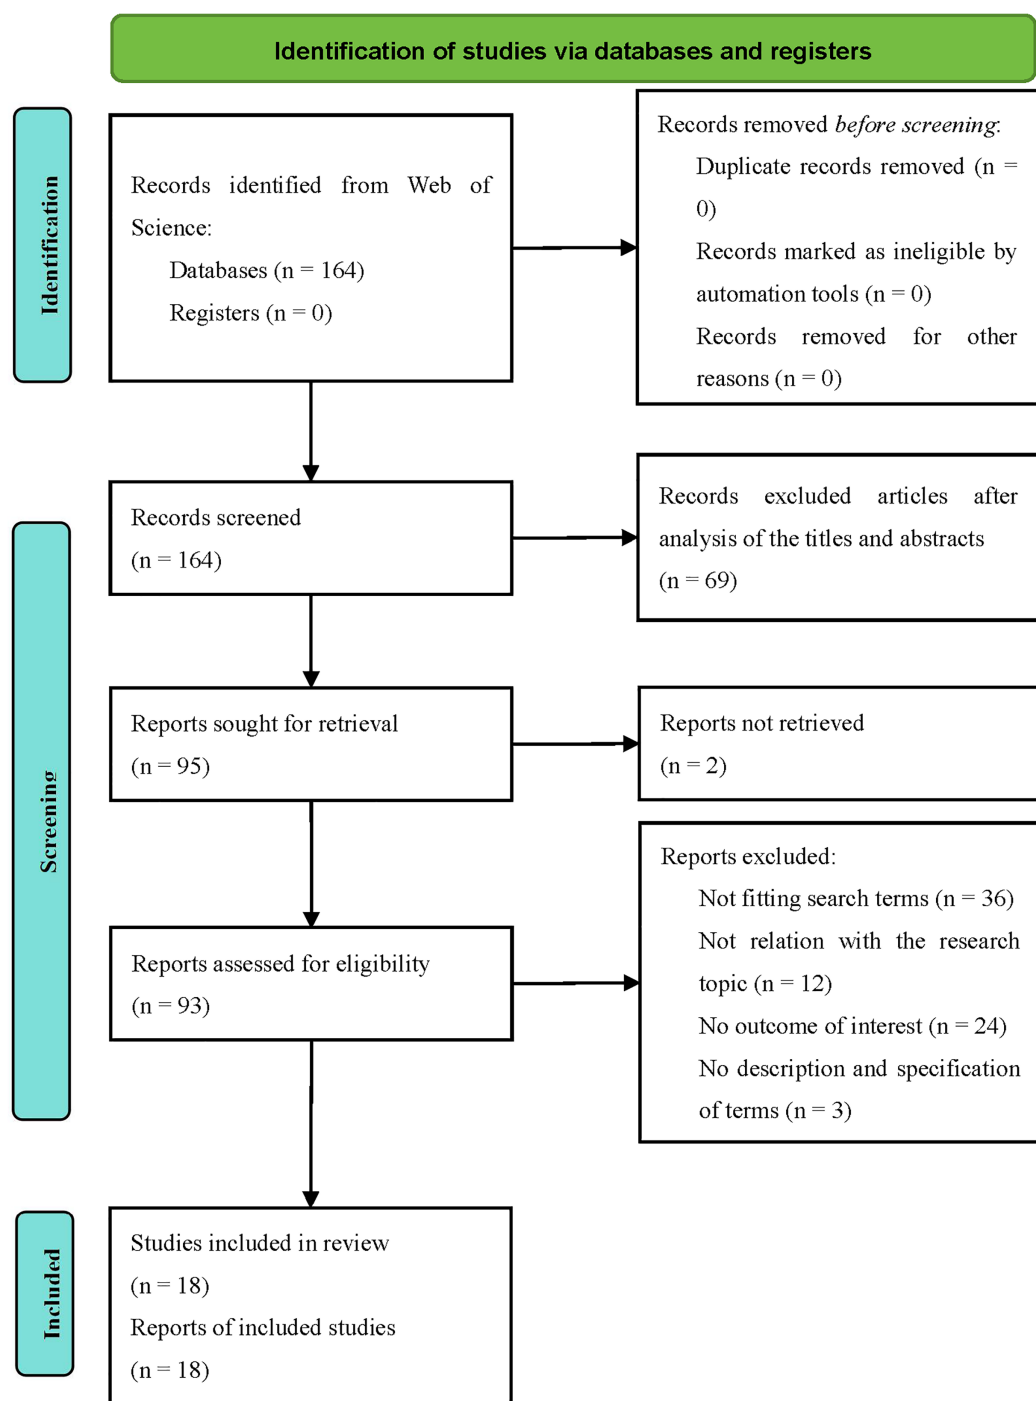 Identification of studies via databases and registers
Identification
Records identified from Web of
Science:
Databases (n = 164)
Registers (n = 0)
Records removed before screening:
Duplicate records removed (n =
0)
Records marked as ineligible by
automation tools (n = 0)
Records removed for other
reasons (n = 0)
Screening
Records screened
(n = 164)
Records excluded articles after
analysis of the titles and abstracts
(n = 69)
Reports sought for retrieval
(n = 95)
Reports not retrieved
(n = 2)
Reports assessed for eligibility
(n = 93)
Reports excluded:
Not fitting search terms (n = 36)
Not relation with the research
topic (n = 12)
No outcome of interest (n = 24)
No description and specification
of terms (n = 3)
Included
Studies included in review
(n = 18)
Reports of included studies
(n = 18)